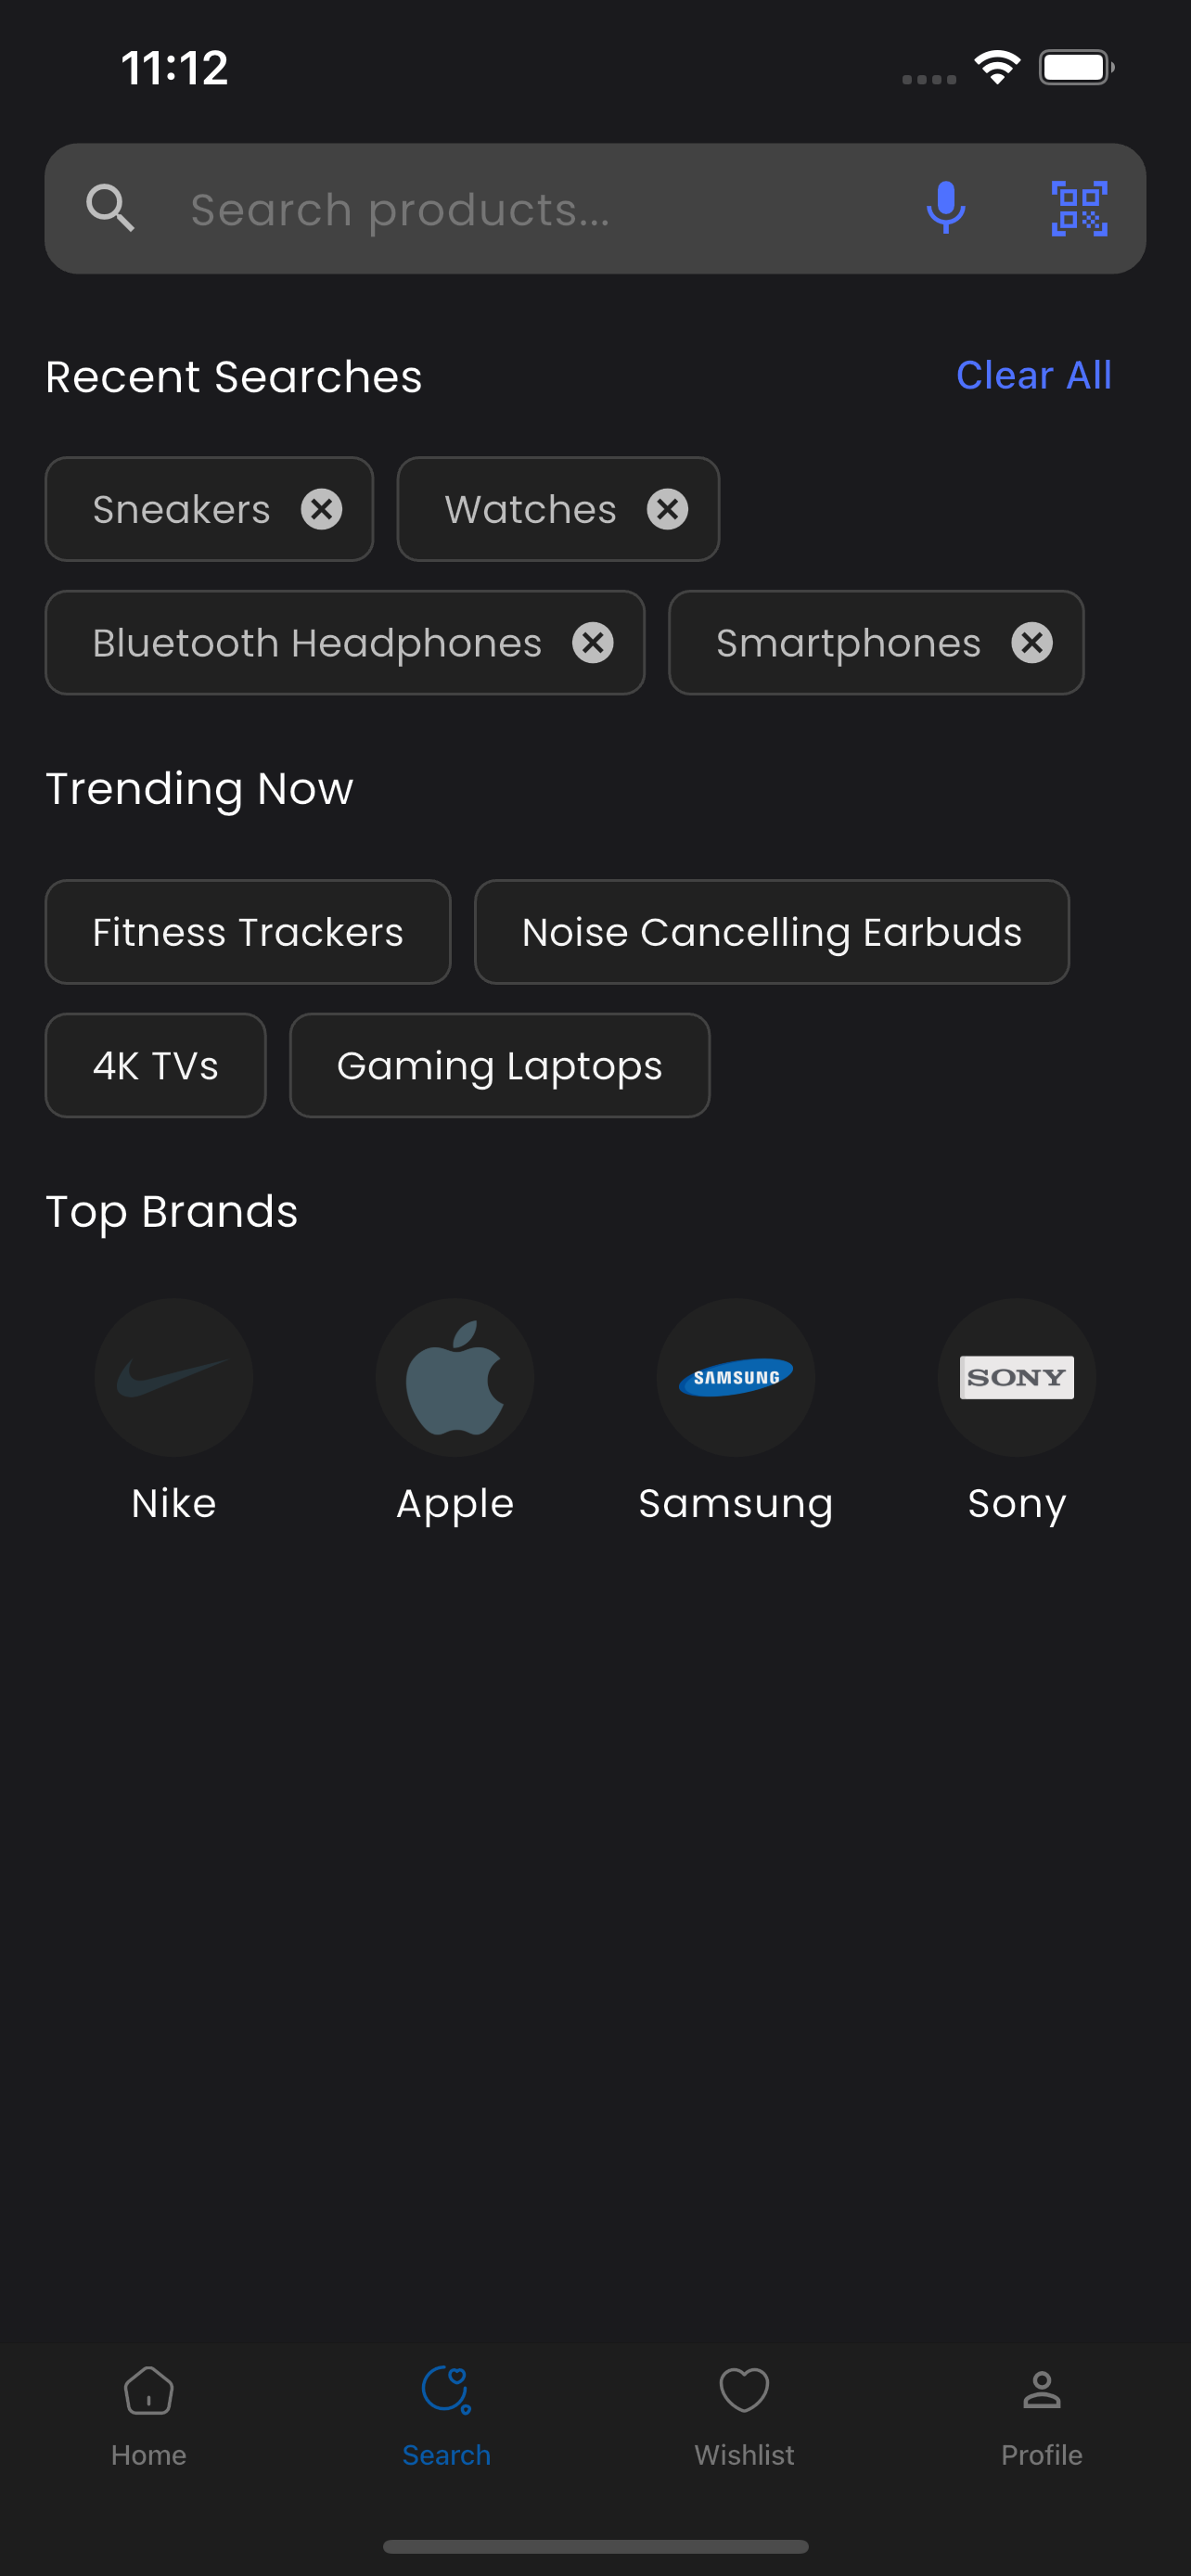 11:12
Search products...
Recent Searches Clear All
Sneakers Watches
Bluetooth Headphones Smartphones
Trending Now
Fitness Trackers Noise Cancelling Earbuds
4K TVs Gaming Laptops
Top Brands
SAMSUNG SONY
Nike Apple Samsung Sony
Home Search Wishlist Profile